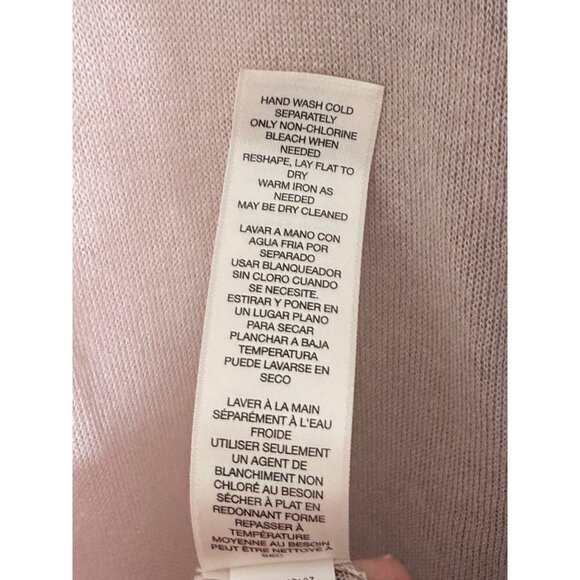 HAND WASH COLD
SEPARATELY
ONLY NON-CHLORINE
BLEACH WHEN
NEEDED
RESHAPE, LAY FLAT TO
DRY
WARM IRON AS
NEEDED
MAY BE DRY CLEANED
LAVAR A MANO CON
AGUA FRIA POR
SEPARADO
USAR BLANQUEADOR
SIN CLORO CUANDO
SE NECESITE.
ESTIRAR Y PONER EN
UN LUGAR PLANO
PARA SECAR
PLANCHAR A BAJA
TEMPERATURA
PUEDE LAVARSE EN
SECO
LAVER À LA MAIN
SÉPARÉMENT À L'EAU
FROIDE
UTILISER SEULEMENT
UN AGENT DE
BLANCHIMENT NON
CHLORÉ AU BESOIN
SÉCHER À PLAT EN
REDONNANT FORME
REPASSER À
TEMPÉRATURE
MOYENNE AU BESOIN
PEUT ÊTRE NETTOYÉ À
SEC